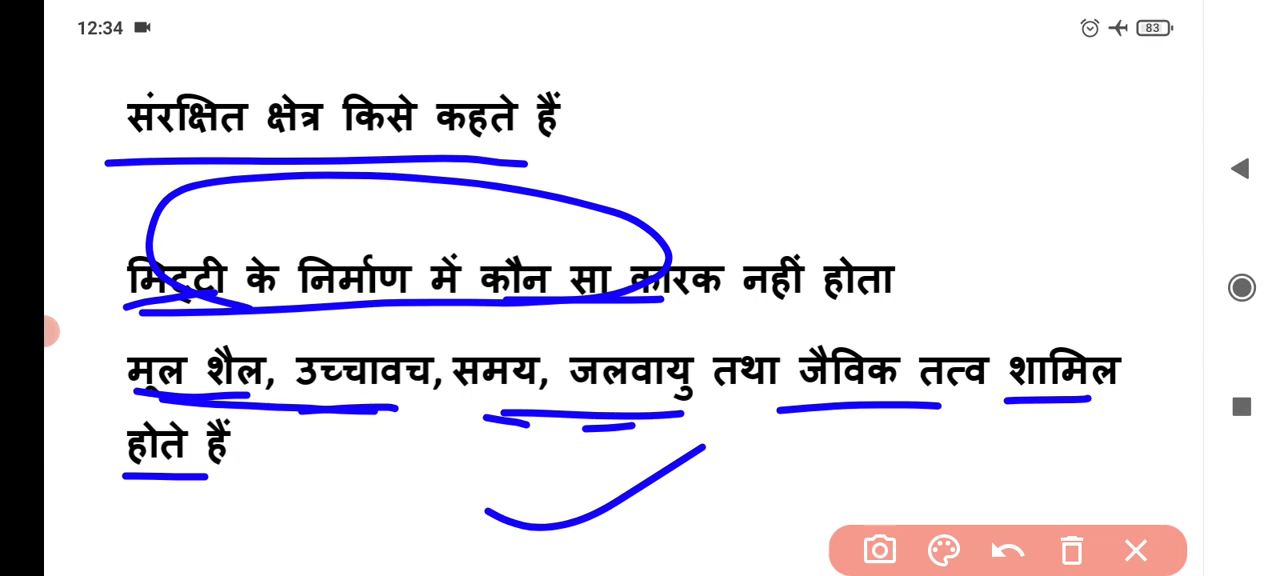 12:34
83
संरक्षित क्षेत्र किसे कहते हैं
मिट्टी के निर्माण में कौन सा कारक नहीं होता
मूल शैल, उच्चावच, समय, जलवायु तथा जैविक तत्व शामिल
होते हैं